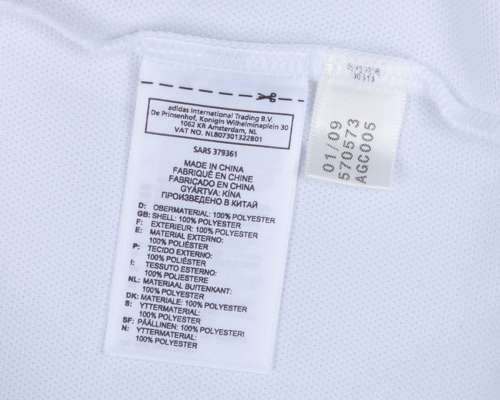 adidas International Trading B.V.
De Prinsenhof, Konigin Wilhelminaplein 30
1062 KR Amsterdam, NL
VAT NO. NL807301322B01
SARS 379361
MADE IN CHINA
FABRIQUÉ EN CHINE
FABRICADO EN CHINA
GYÁRTVA: KÍNA
ПРОИЗВЕДЕНО В КИТАЙ
D: OBERMATERIAL: 100% POLYESTER
GB: SHELL: 100% POLYESTER
F: EXTERIEUR: 100% POLYESTER
E: MATERIAL EXTERNO:
100% POLIÉSTER
P: TECIDO EXTERNO:
100% POLIÉSTER
I: TESSUTO ESTERNO:
100% POLIESTERE
NL: MATERIAAL BUITENKANT:
100% POLYESTER
DK: MATERIALE: 100% POLYESTER
S: YTTERMATERIAL:
100% POLYESTER
SF: PÄÄLLINEN: 100% POLYESTERI
N: YTTERMATERIAL:
100% POLYESTER
01/09
570573
AGC005